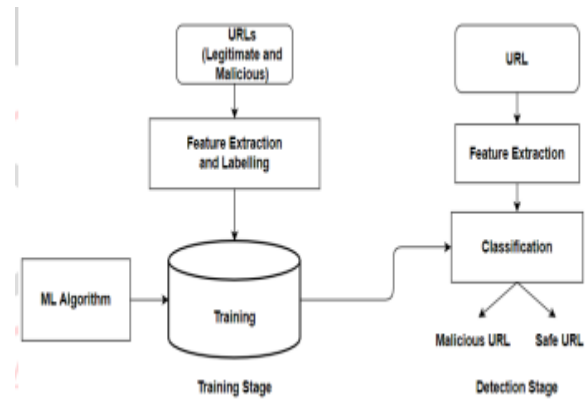 URLs
(Legitimate and
Malicious)
Feature Extraction
and Labelling
ML Algorithm
Training
Training Stage
URL
Feature Extraction
Classification
Malicious URL
Safe URL
Detection Stage